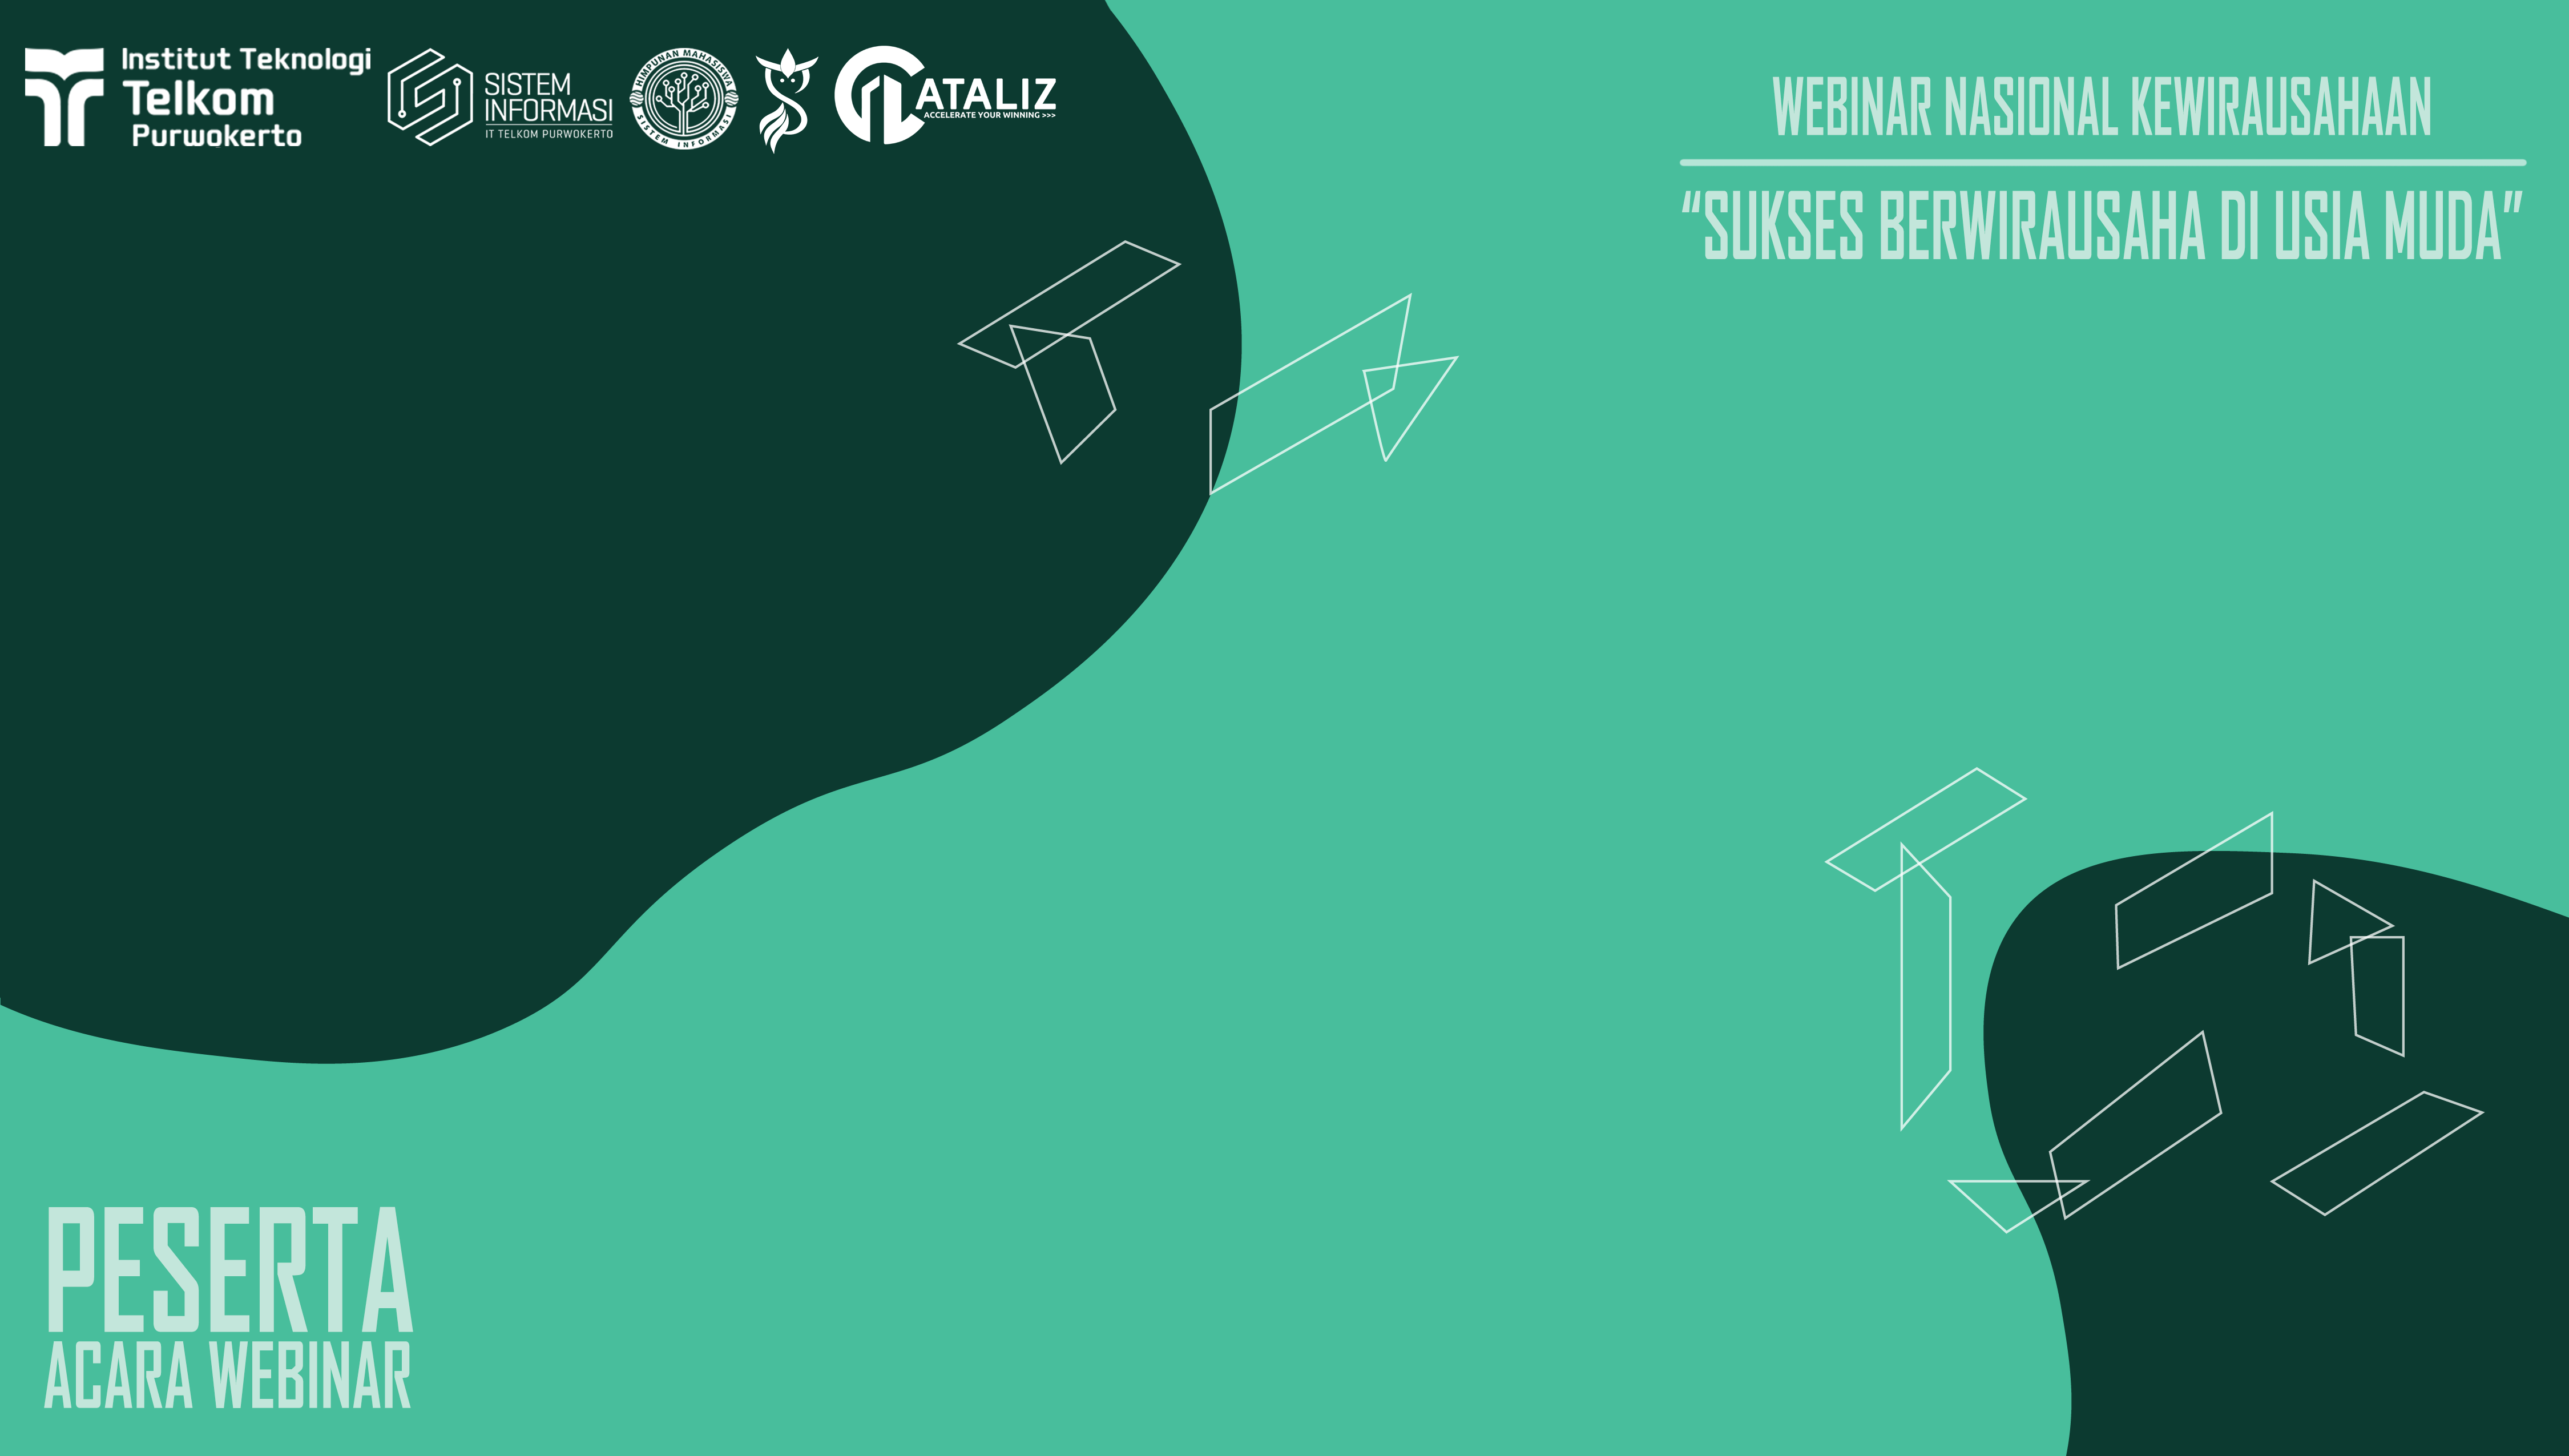 Institut Teknologi
Telkom
Purwokerto
SISTEM
INFORMASI
IT TELKOM PURWOKERTO
HIMPUNAN MAHASISWA
SISTEM INFORMASI
CATALIZ
ACCELERATE YOUR WINNING >>>
WEBINAR NASIONAL KEWIRAUSAHAAN
“SUKSES BERWIRAUSAHA DI USIA MUDA”
PESERTA
ACARA WEBINAR